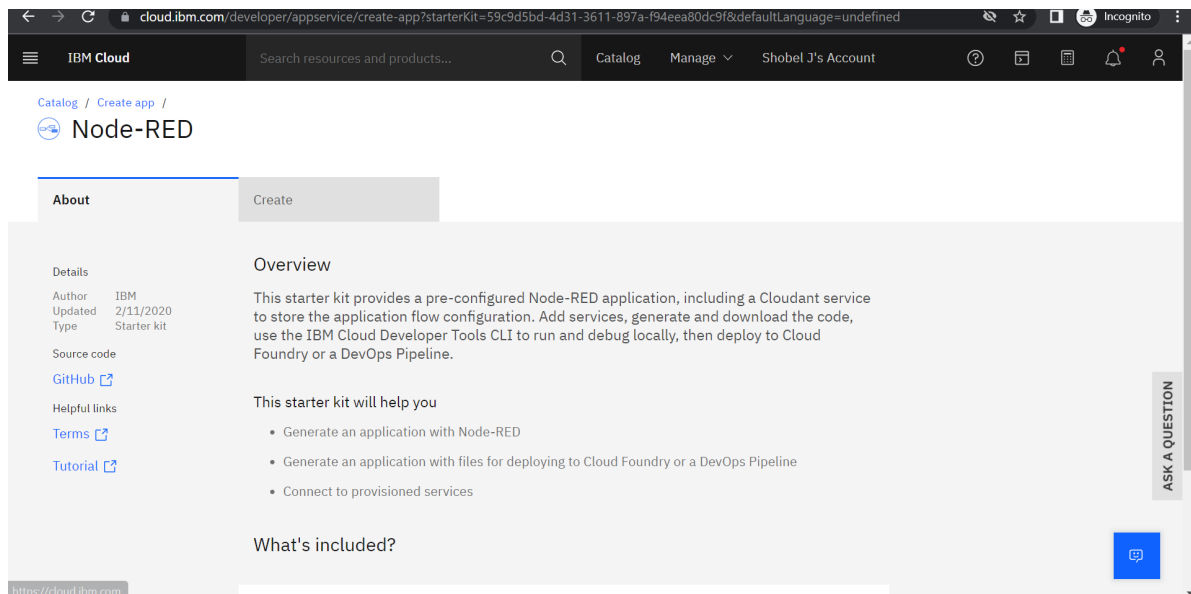 cloud.ibm.com/developer/appservice/create-app?starterKit=59c9d5bd-4d31-3611-897a-f94eea80dc9f&defaultLanguage=undefined
Incognito
IBM Cloud
Search resources and products...
Catalog
Manage
Shobel J's Account
Catalog / Create app /
Node-RED
About
Create
Details
Author IBM
Updated 2/11/2020
Type Starter kit
Source code
GitHub
Helpful links
Terms
Tutorial
Overview
This starter kit provides a pre-configured Node-RED application, including a Cloudant service
to store the application flow configuration. Add services, generate and download the code,
use the IBM Cloud Developer Tools CLI to run and debug locally, then deploy to Cloud
Foundry or a DevOps Pipeline.
This starter kit will help you
• Generate an application with Node-RED
• Generate an application with files for deploying to Cloud Foundry or a DevOps Pipeline
• Connect to provisioned services
What's included?
ASK A QUESTION
https://cloud.ibm.com